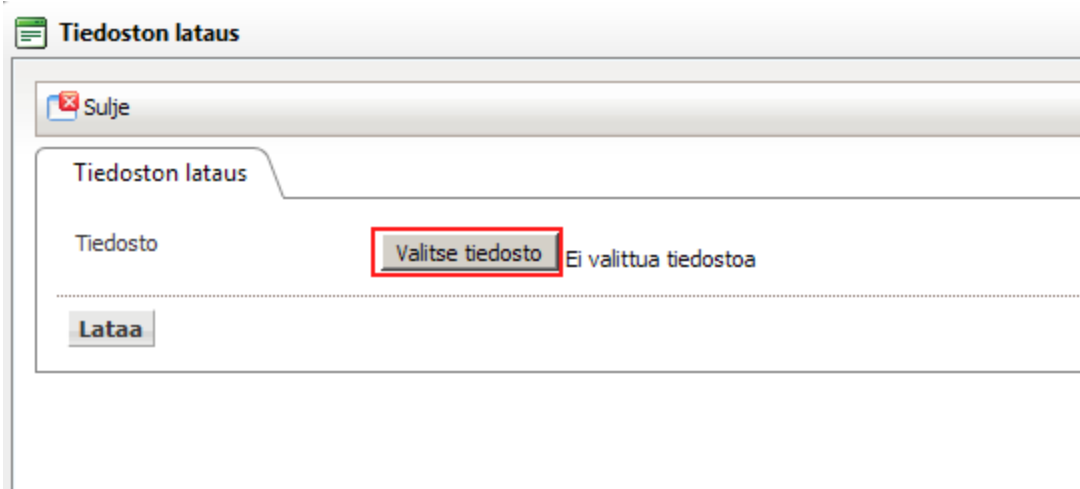 Tiedoston lataus
Sulje
Tiedoston lataus
Tiedosto Valitse tiedosto Ei valittua tiedostoa
Lataa